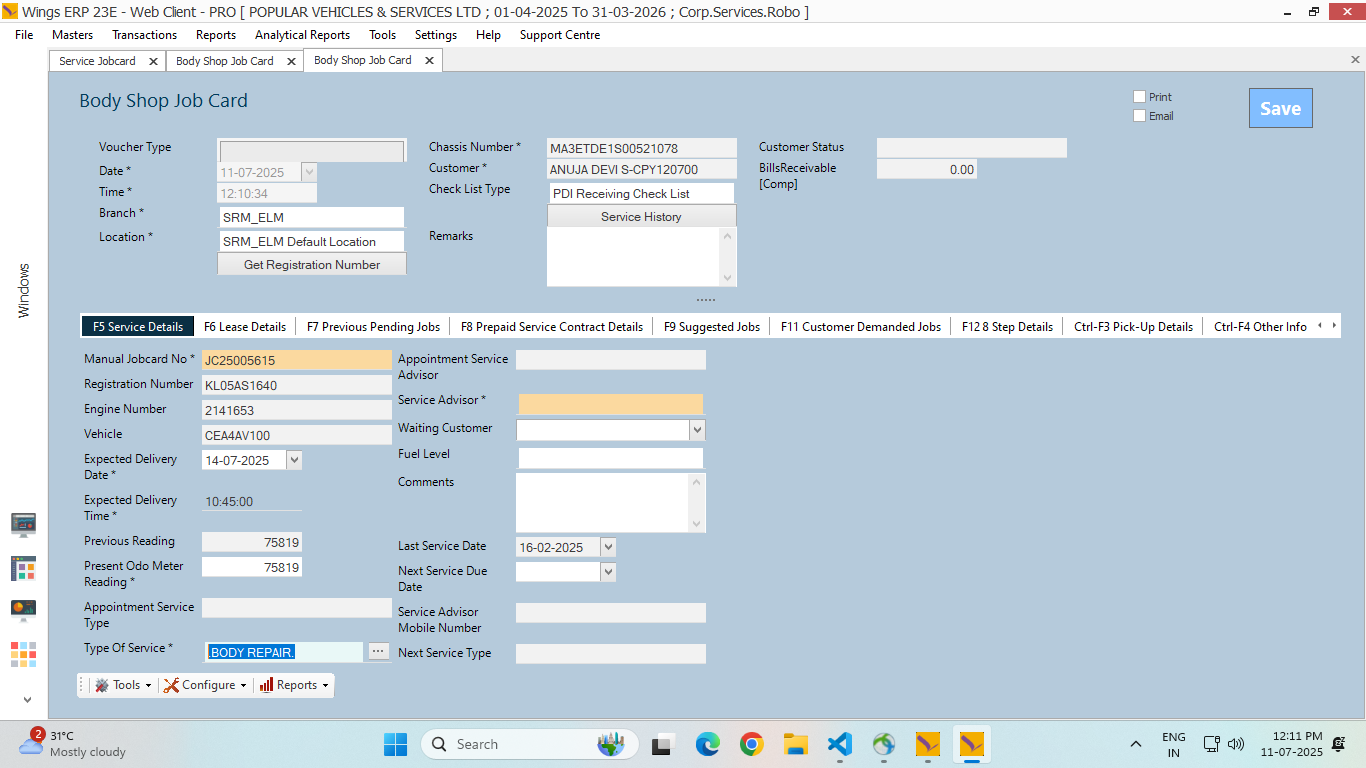 Wings ERP 23E - Web Client - PRO [ POPULAR VEHICLES & SERVICES LTD ; 01-04-2025 To 31-03-2026 ; Corp.Services.Robo ]
File Masters Transactions Reports Analytical Reports Tools Settings Help Support Centre
Service Jobcard Body Shop Job Card Body Shop Job Card
Body Shop Job Card
Print
Email
Save
Voucher Type
Date *
11-07-2025
Time *
12:10:34
Branch *
SRM_ELM
Location *
SRM_ELM Default Location
Get Registration Number
Chassis Number *
MA3ETDE1S00521078
Customer *
ANUJA DEVI S-CPY120700
Check List Type
PDI Receiving Check List
Service History
Remarks
Customer Status
BillsReceivable
[Comp]
0.00
Windows
F5 Service Details F6 Lease Details F7 Previous Pending Jobs F8 Prepaid Service Contract Details F9 Suggested Jobs F11 Customer Demanded Jobs F12 8 Step Details Ctrl-F3 Pick-Up Details Ctrl-F4 Other Info
Manual Jobcard No *
JC25005615
Registration Number
KL05AS1640
Engine Number
2141653
Vehicle
CEA4AV100
Expected Delivery
Date *
14-07-2025
Expected Delivery
Time *
10:45:00
Previous Reading
75819
Present Odo Meter
Reading *
75819
Appointment Service
Type
Type Of Service *
BODY REPAIR.
Appointment Service
Advisor
Service Advisor *
Waiting Customer
Fuel Level
Comments
Last Service Date
16-02-2025
Next Service Due
Date
Service Advisor
Mobile Number
Next Service Type
Tools Configure Reports
2
31°C
Mostly cloudy
Search
ENG
IN
12:11 PM
11-07-2025